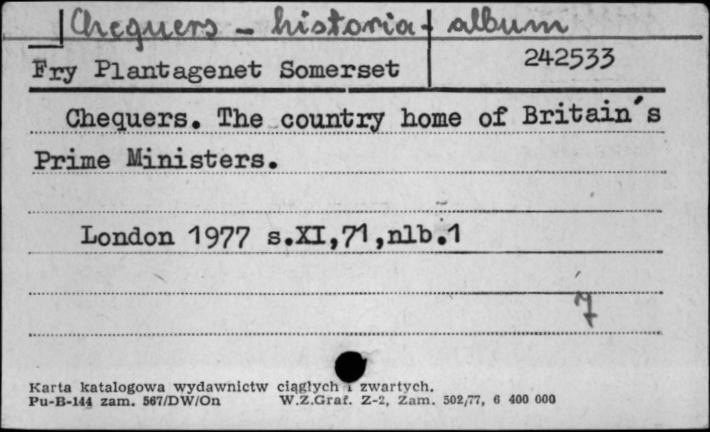 Chequers - historia - album
Fry Plantagenet Somerset
242533
Chequers. The country home of Britain's
Prime Ministers.
London 1977 s.XI,71,nlb.1
7
Karta katalogowa wydawnictw ciągłych i zwartych.
Pu-B-144 zam. 567/DW/On W.Z.Graf. Z-2, Zam. 502/77, 6 400 000